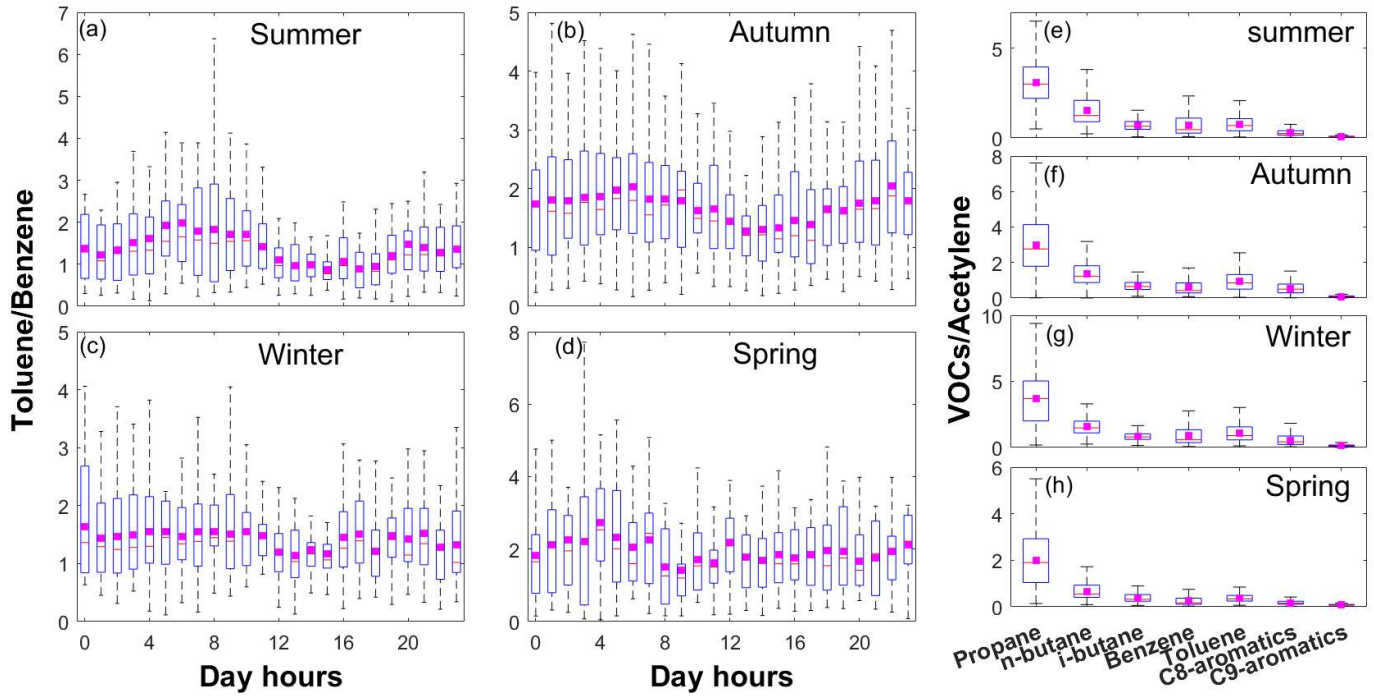 Toluene/Benzene
(a)
Summer
7
6
5
4
3
2
1
0
(b)
Autumn
5
4
3
2
1
0
(c)
Winter
5
4
3
2
1
0
0 4 8 12 16 20
Day hours
(d)
Spring
8
6
4
2
0
0 4 8 12 16 20
Day hours
VOCs/Acetylene
(e)
summer
5
0
(f)
Autumn
8
6
4
2
0
(g)
Winter
10
5
0
(h)
Spring
6
4
2
0
Propane
n-butane
i-butane
Benzene
Toluene
C8-aromatics
C9-aromatics